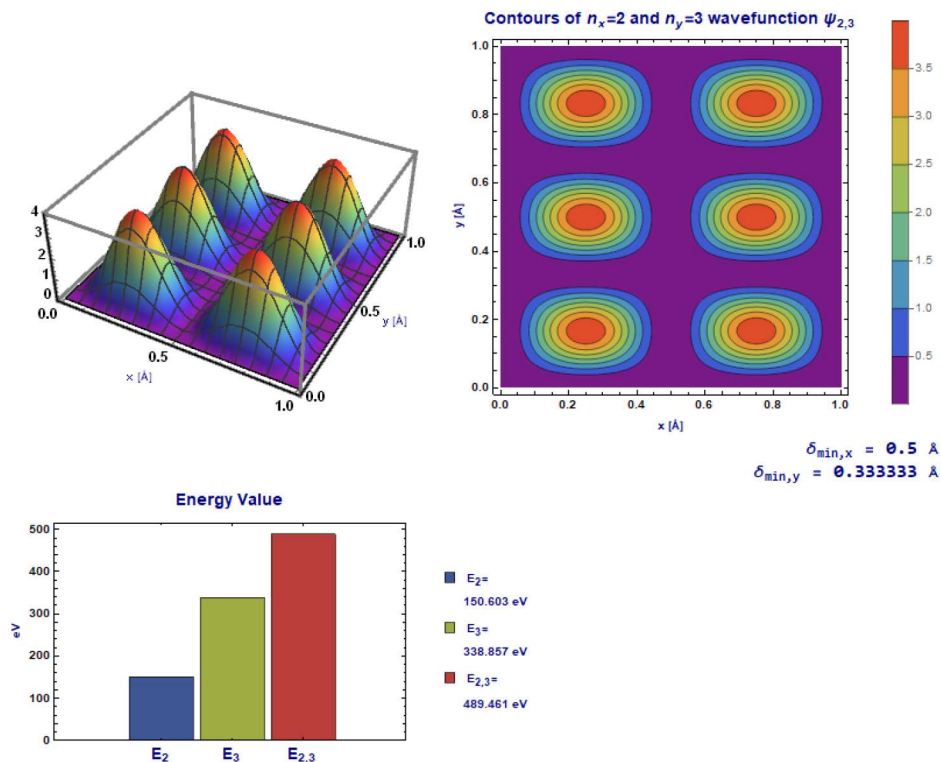 Contours of nx=2 and ny=3 wavefunction ψ2,3
4
3
2
1
0
0.0
0.5
x [Å]
1.0
0.0
0.5
y [Å]
1.0
1.0
0.8
0.6
0.4
0.2
0.0
y [Å]
0.0 0.2 0.4 0.6 0.8 1.0
x [Å]
3.5
3.0
2.5
2.0
1.5
1.0
0.5
δmin,x = 0.5 Å
δmin,y = 0.333333 Å
Energy Value
500
400
300
200
100
0
eV
E2 E3 E2,3
E2=
150.603 eV
E3=
338.857 eV
E2,3=
489.461 eV